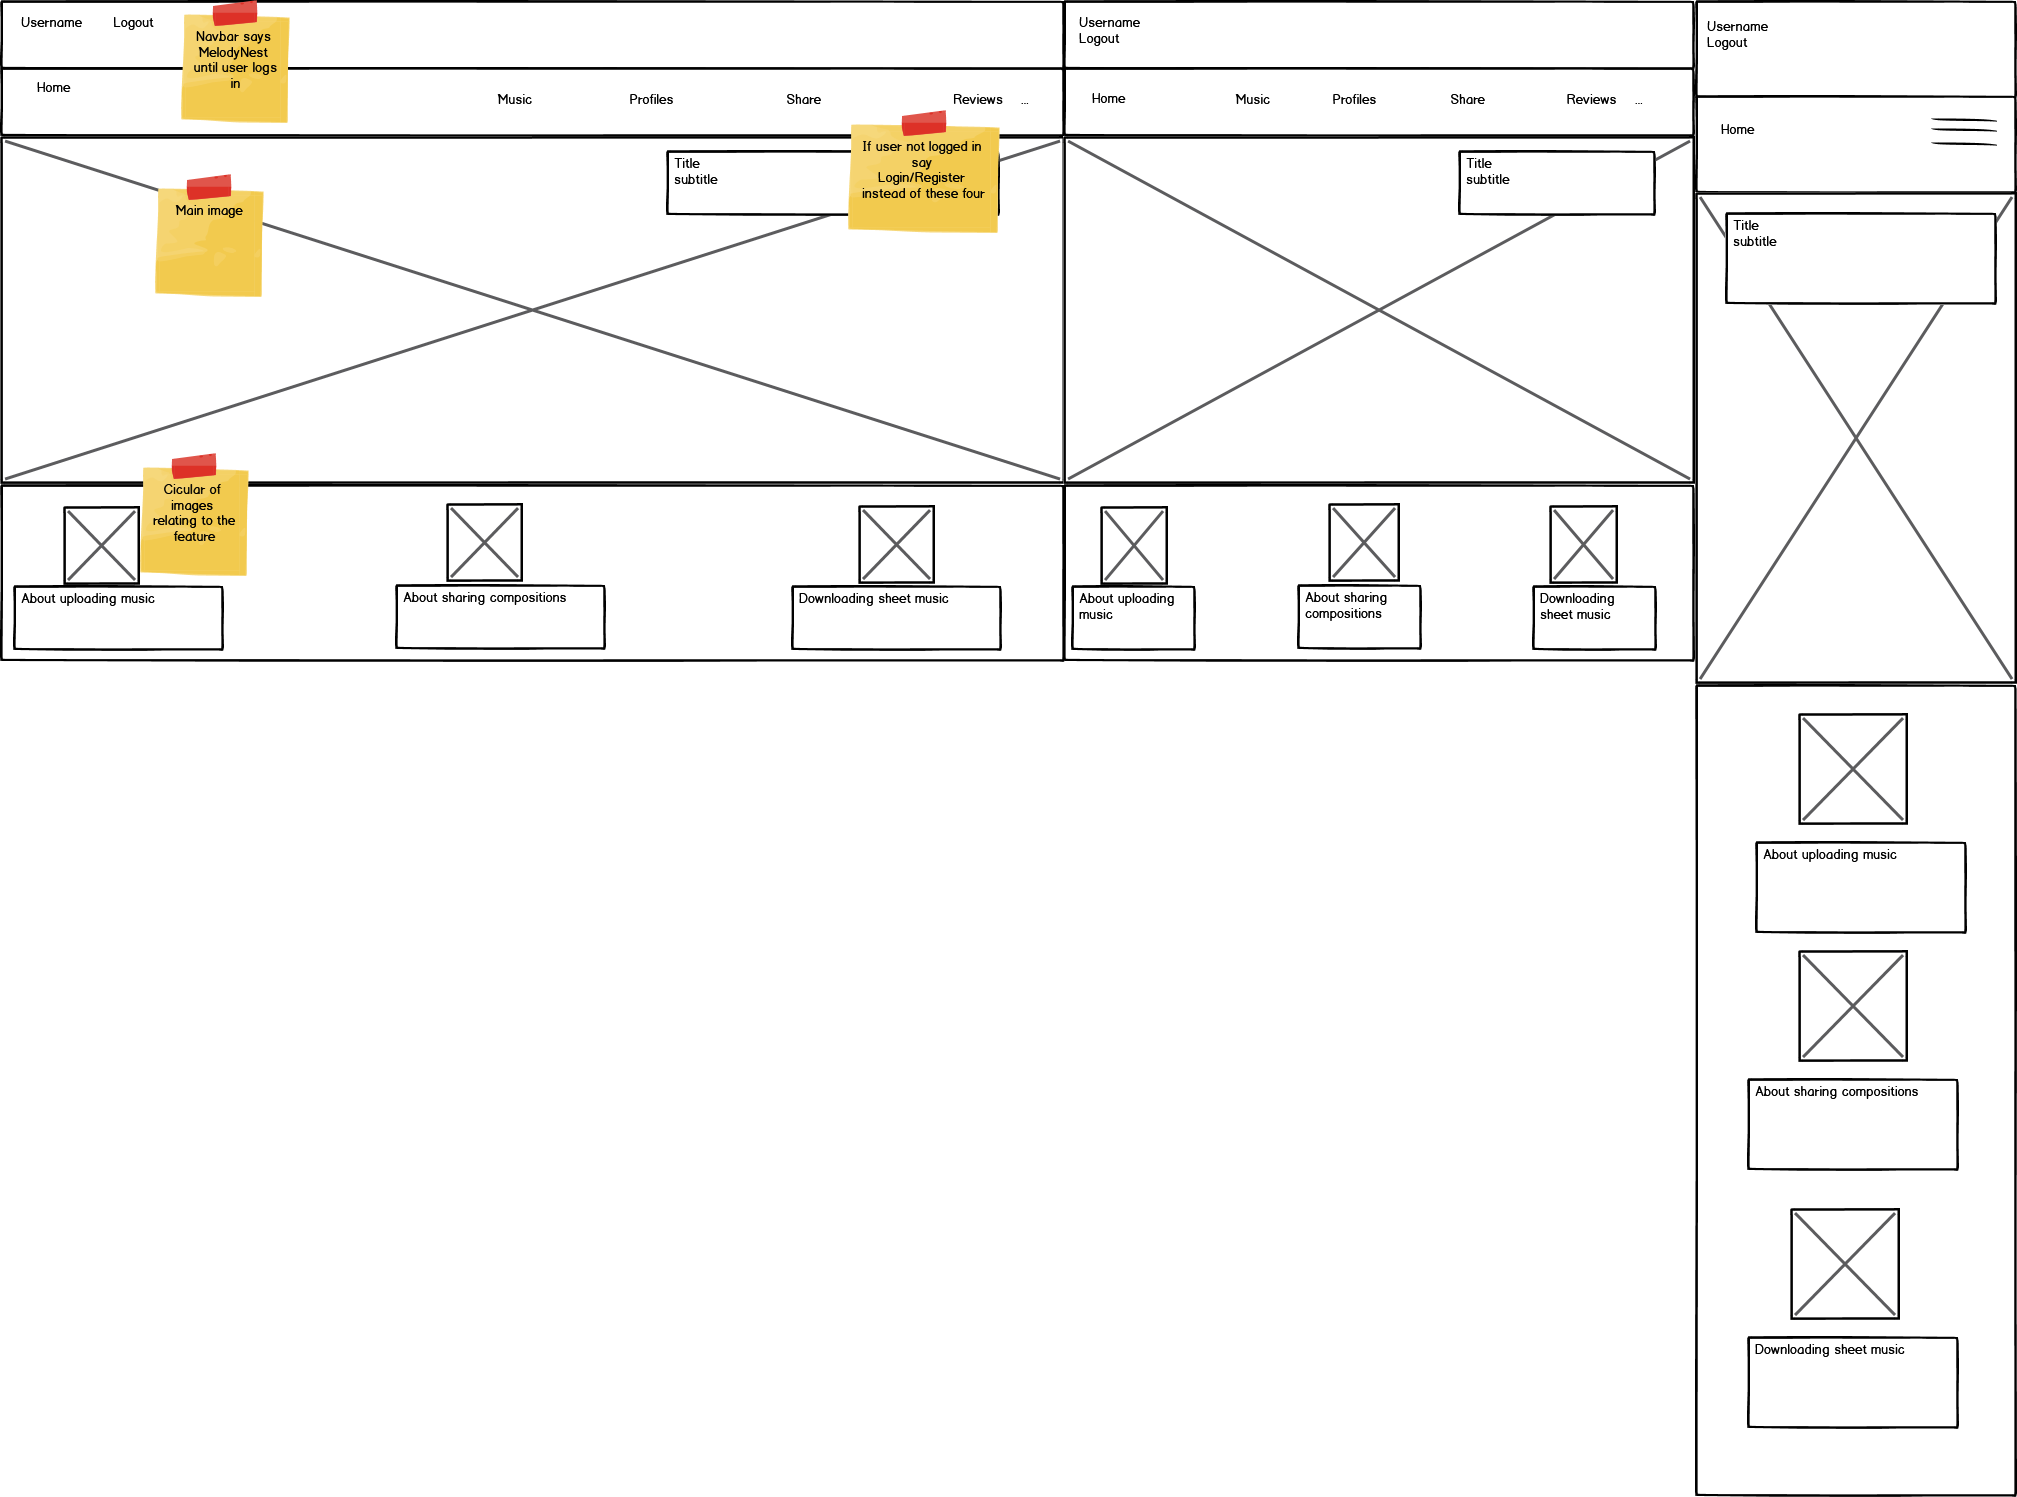 Username Logout
Navbar says
MelodyNest
until user logs
in
Home Music Profiles Share Reviews ...
If user not logged in
say
Login/Register
instead of these four
Title
subtitle
Main image
Cicular of
images
relating to the
feature
About uploading music
About sharing compositions
Downloading sheet music
Username
Logout
Home Music Profiles Share Reviews ...
Title
subtitle
About uploading
music
About sharing
compositions
Downloading
sheet music
Username
Logout
Home
Title
subtitle
About uploading music
About sharing compositions
Downloading sheet music